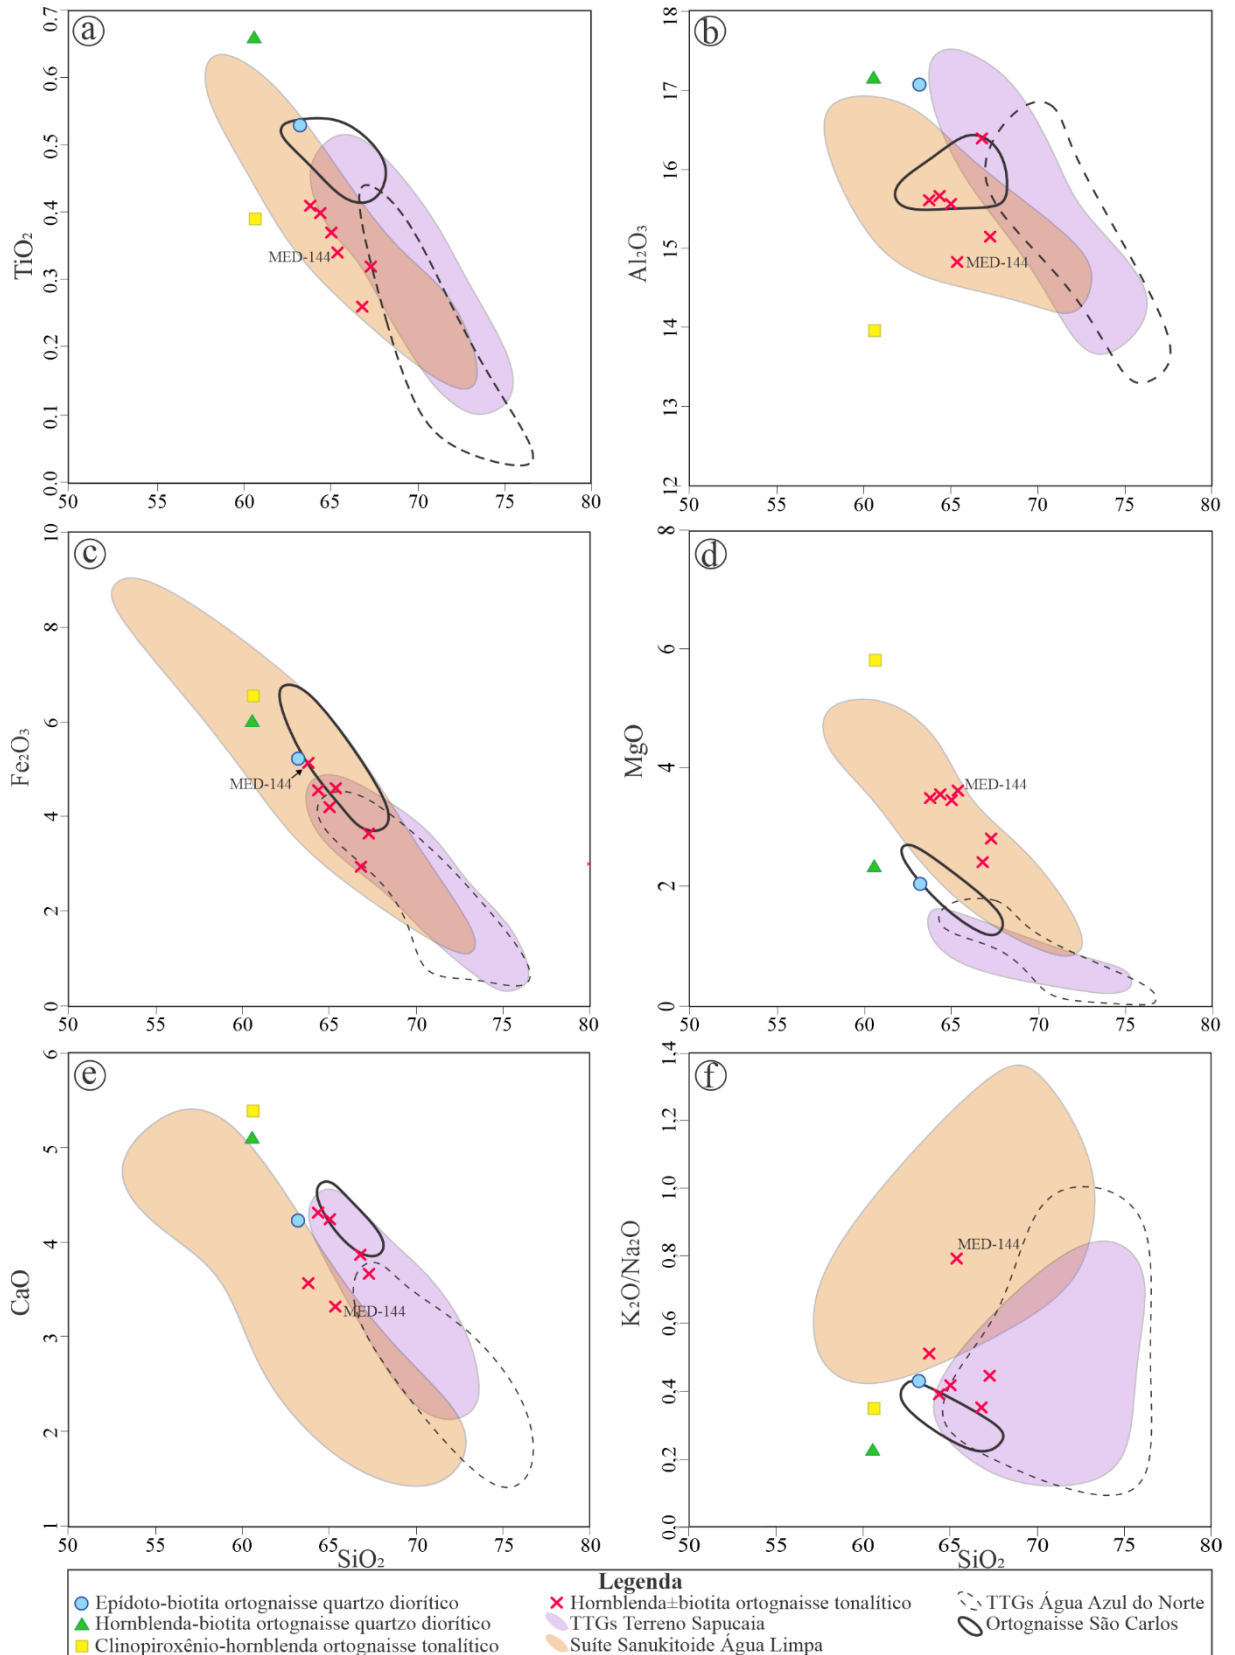 a
TiO₂
0.7
0.6
0.5
0.4
0.3
0.2
0.1
0.0
MED-144
50 55 60 65 70 75 80
b
Al₂O₃
18
17
16
15
14
13
12
MED-144
50 55 60 65 70 75 80
c
Fe₂O₃
10
8
6
4
2
0
MED-144
50 55 60 65 70 75 80
d
MgO
8
6
4
2
0
MED-144
50 55 60 65 70 75 80
e
CaO
6
5
4
3
2
1
MED-144
50 55 60 65 70 75 80
SiO₂
f
K₂O/Na₂O
1.4
1.2
1.0
0.8
0.6
0.4
0.2
0.0
MED-144
50 55 60 65 70 75 80
SiO₂
Legenda
Epídoto-biotita ortognaisse quartzo diorítico
Hornblenda-biotita ortognaisse quartzo diorítico
Clinopiroxênio-hornblenda ortognaisse tonalítico
Hornblenda±biotita ortognaisse tonalítico
TTGs Terreno Sapucaia
Suíte Sanukitoide Água Limpa
TTGs Água Azul do Norte
Ortognaisse São Carlos